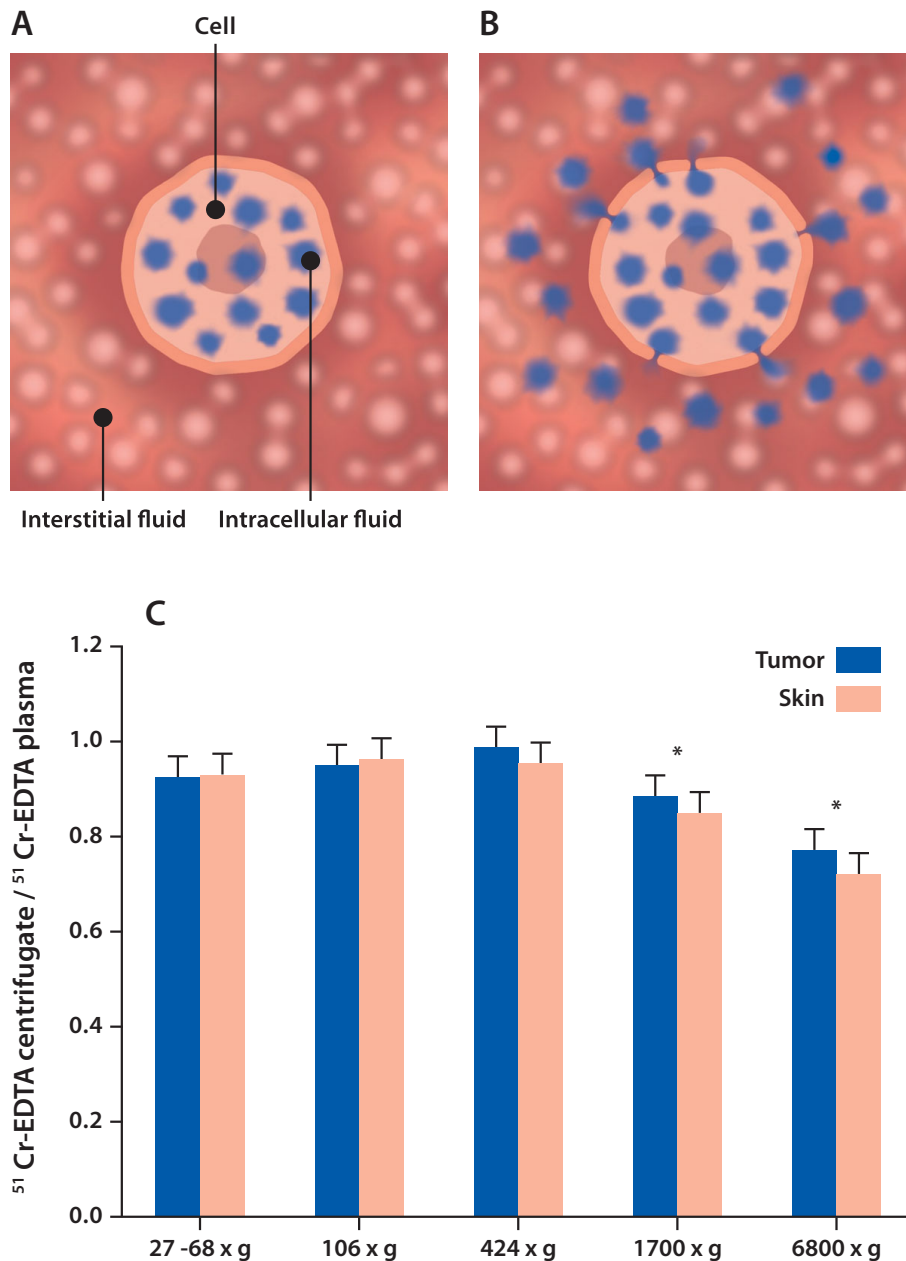 A
B
Cell
Interstitial fluid
Intracellular fluid
C
51 Cr-EDTA centrifugate / 51 Cr-EDTA plasma
1.2
1.0
0.8
0.6
0.4
0.2
0.0
Tumor
Skin
*
*
27 -68 x g
106 x g
424 x g
1700 x g
6800 x g